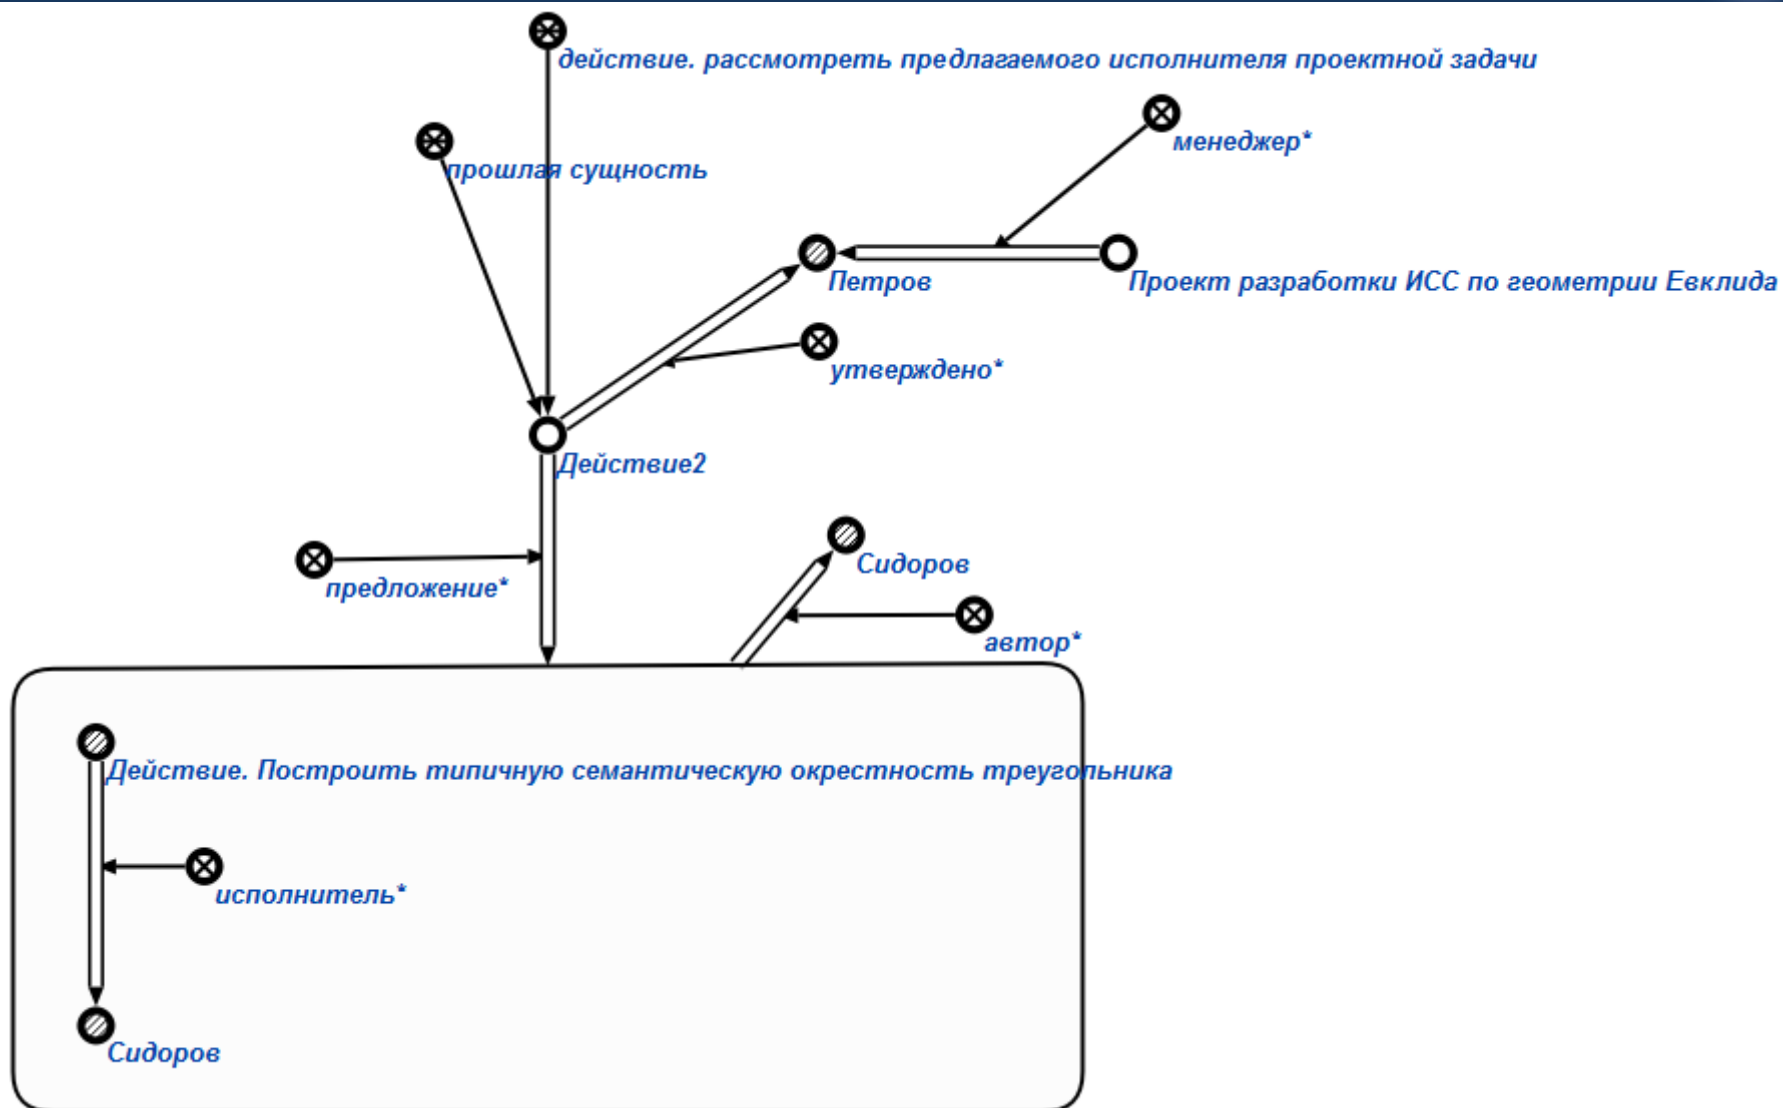 действие. рассмотреть предлагаемого исполнителя проектной задачи
менеджер*
прошлая сущность
Петров
Проект разработки ИСС по геометрии Евклида
утверждено*
Действие2
Сидоров
предложение*
автор*
Действие. Построить типичную семантическую окрестность треугольника
исполнитель*
Сидоров